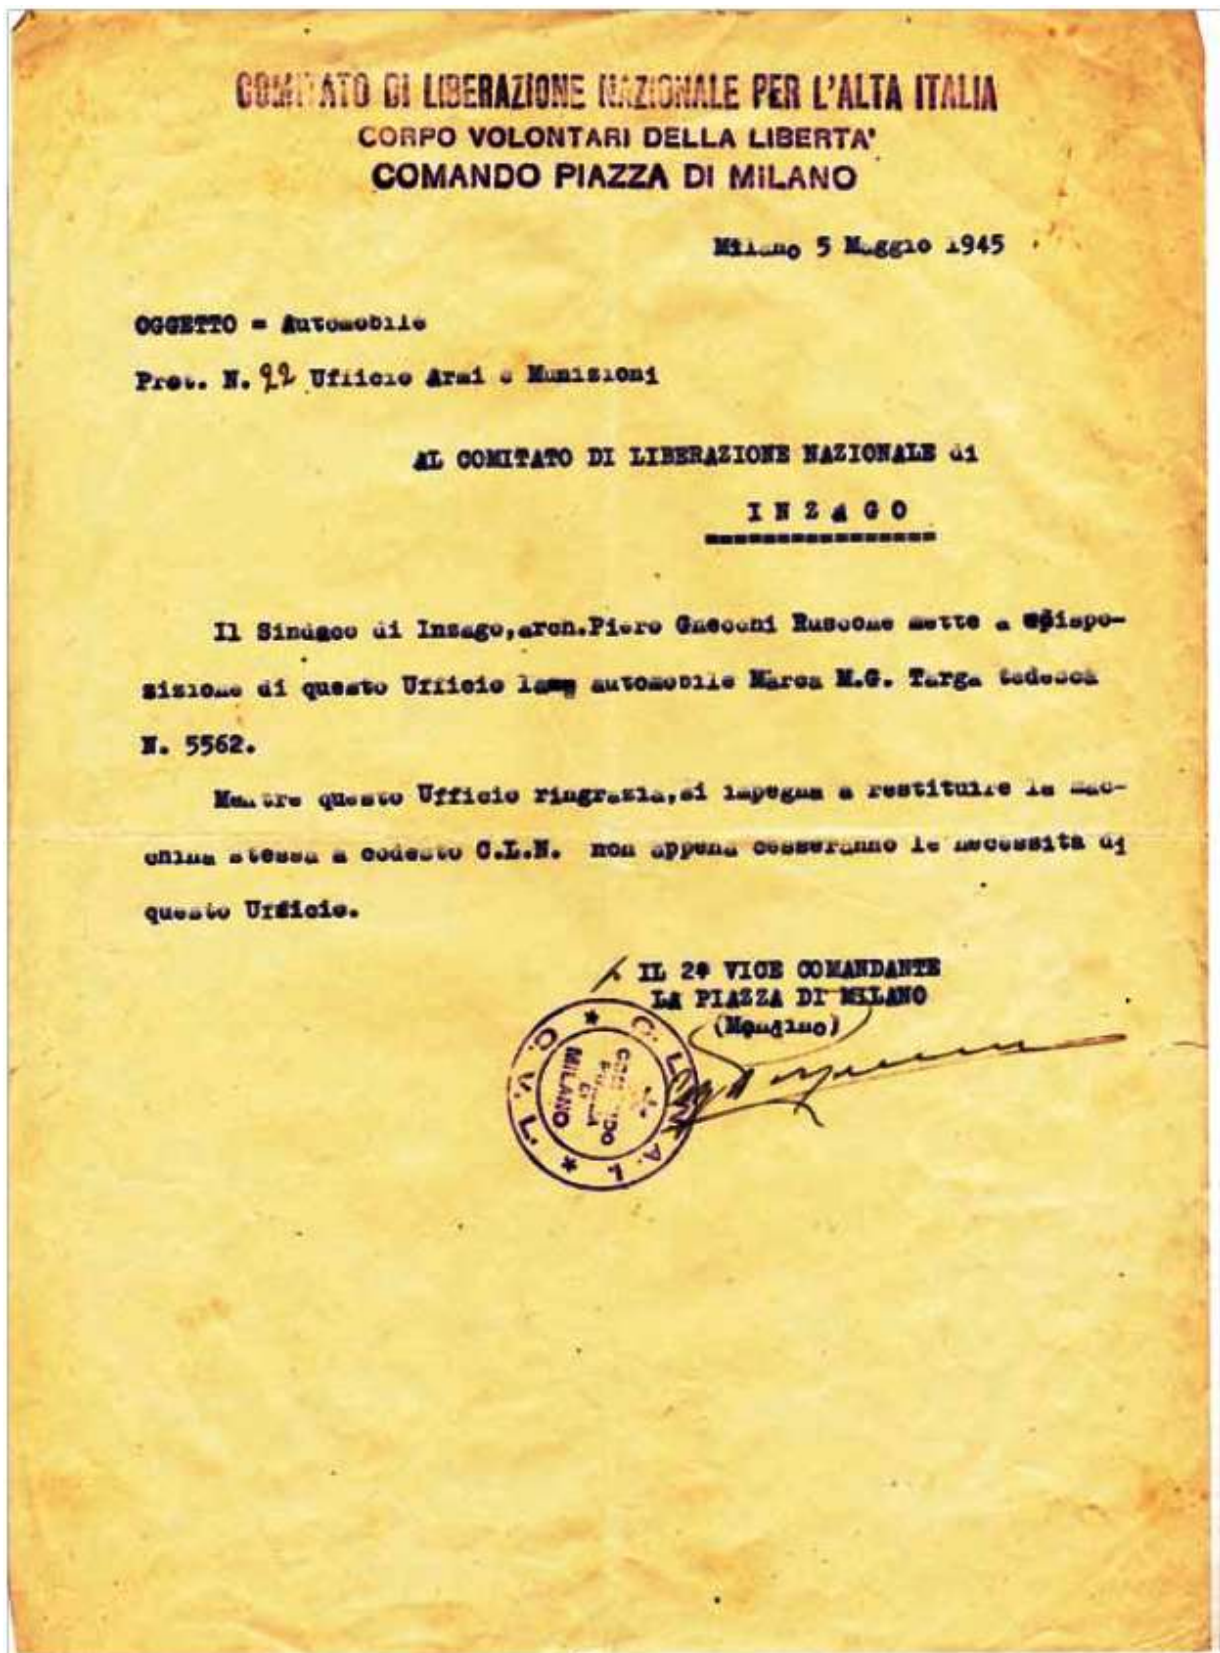 COMITATO DI LIBERAZIONE NAZIONALE PER L'ALTA ITALIA
CORPO VOLONTARI DELLA LIBERTA'
COMANDO PIAZZA DI MILANO
Milano 5 Maggio 1945
OGGETTO = Automobile
Prot. N. 22 Ufficio Armi e Munizioni
AL COMITATO DI LIBERAZIONE NAZIONALE di
INZAGO
Il Sindaco di Inzago,arch.Piero Gnecchi Ruscone mette a dispo-
sizione di questo Ufficio la automobile Marca M.G. Targa tedesca
N. 5562.
Mentre questo Ufficio ringrazia,si impegna a restituire la mac-
china stessa a codesto C.L.N. non appena cesseranno le necessita di
questo Ufficio.
IL 2° VICE COMANDANTE
LA PIAZZA DI MILANO
(Mondino)
C.L.N.A.I. * C.V.L. *
COMANDO
DI
MILANO